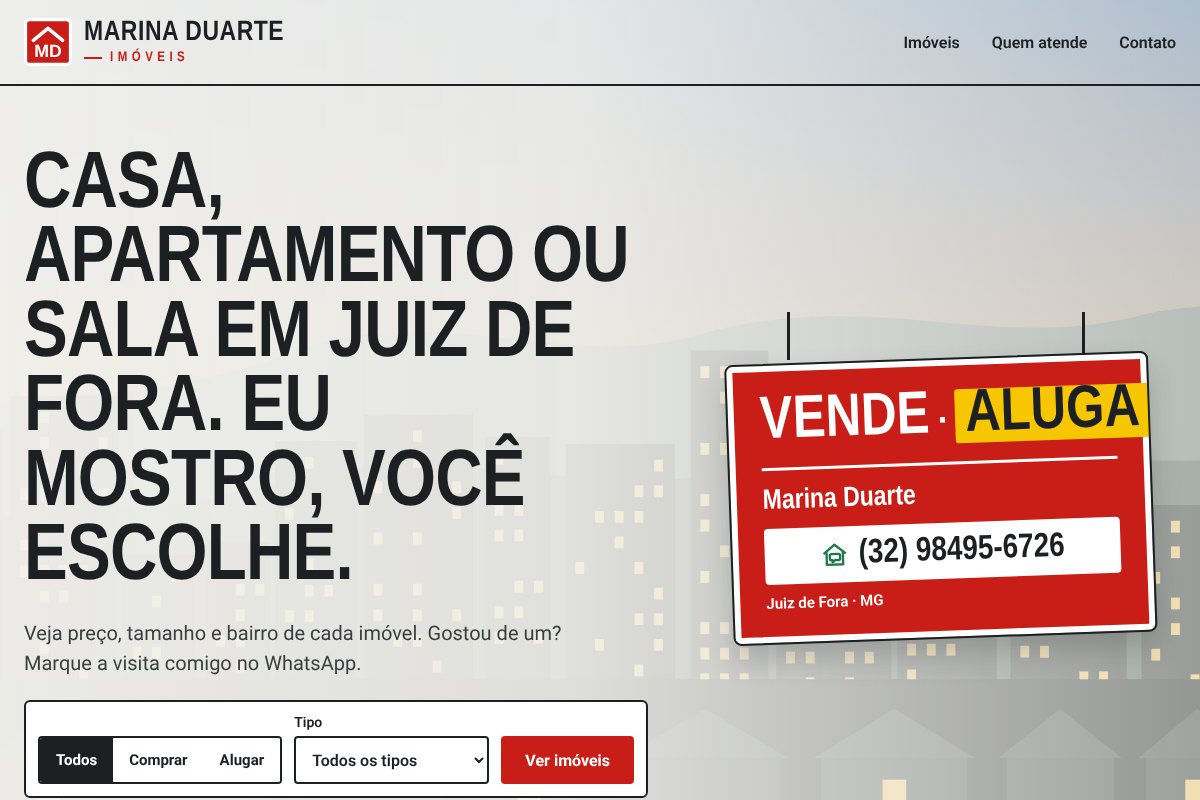 MD
MARINA DUARTE
IMÓVEIS
Imóveis
Quem atende
Contato
CASA,
APARTAMENTO OU
SALA EM JUIZ DE
FORA. EU
MOSTRO, VOCÊ
ESCOLHE.
VENDE · ALUGA
Marina Duarte
(32) 98495-6726
Juiz de Fora · MG
Veja preço, tamanho e bairro de cada imóvel. Gostou de um?
Marque a visita comigo no WhatsApp.
Tipo
Todos
Comprar
Alugar
Todos os tipos
Ver imóveis